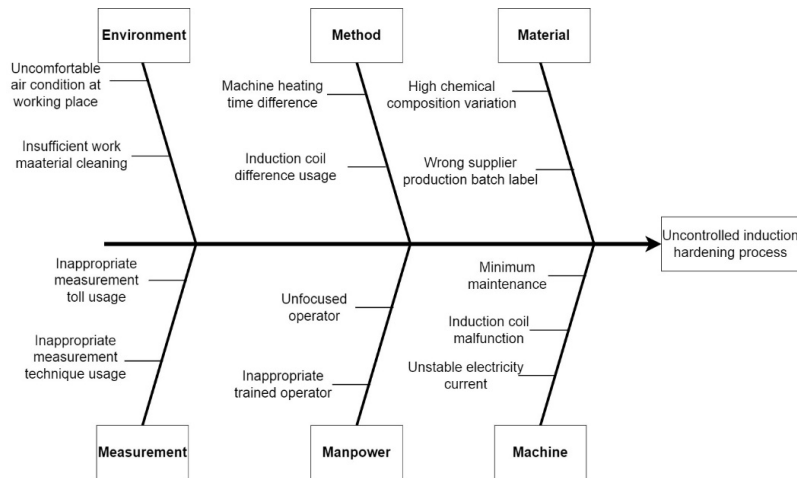 Environment
Method
Material
Uncomfortable
air condition at
working place
Machine heating
time difference
High chemical
composition variation
Insufficient work
maaterial cleaning
Induction coil
difference usage
Wrong supplier
production batch label
Uncontrolled induction
hardening process
Inappropriate
measurement
toll usage
Unfocused
operator
Minimum
maintenance
Inappropriate
measurement
technique usage
Inappropriate
trained operator
Induction coil
malfunction
Unstable electricity
current
Measurement
Manpower
Machine